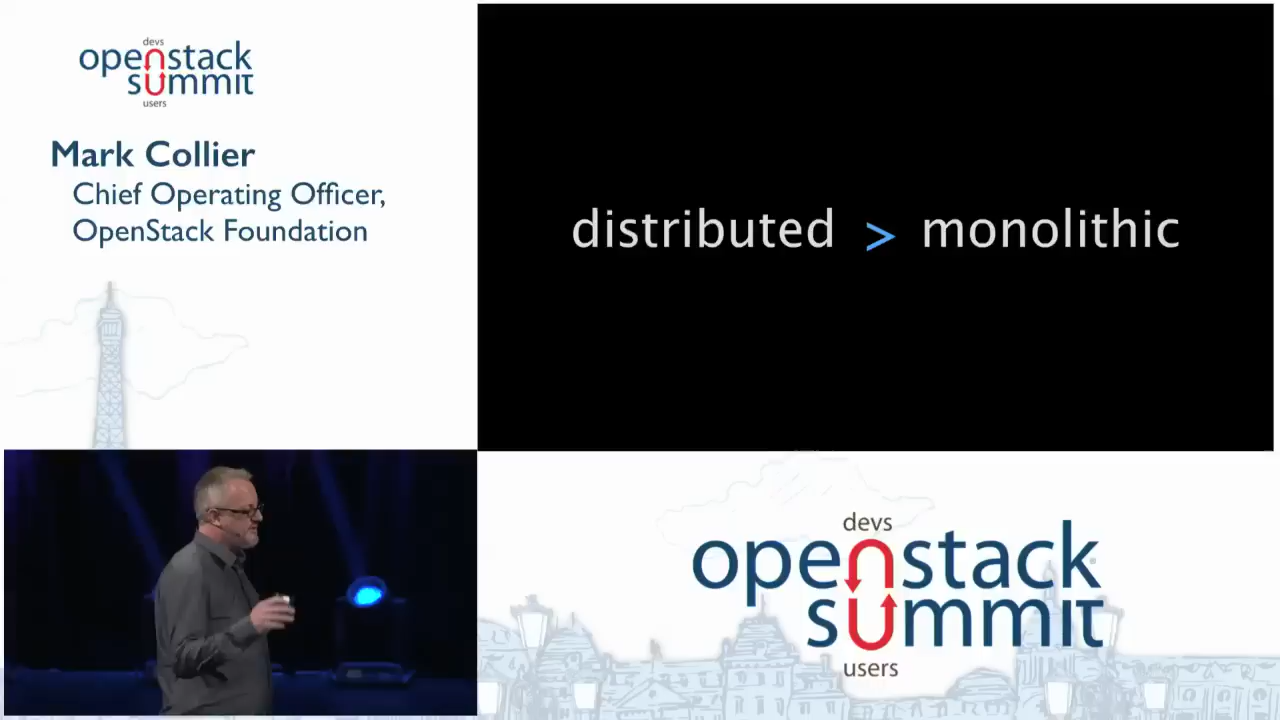 devs
openstack
summit
users
Mark Collier
Chief Operating Officer,
OpenStack Foundation
distributed > monolithic
devs
openstack
summit
users